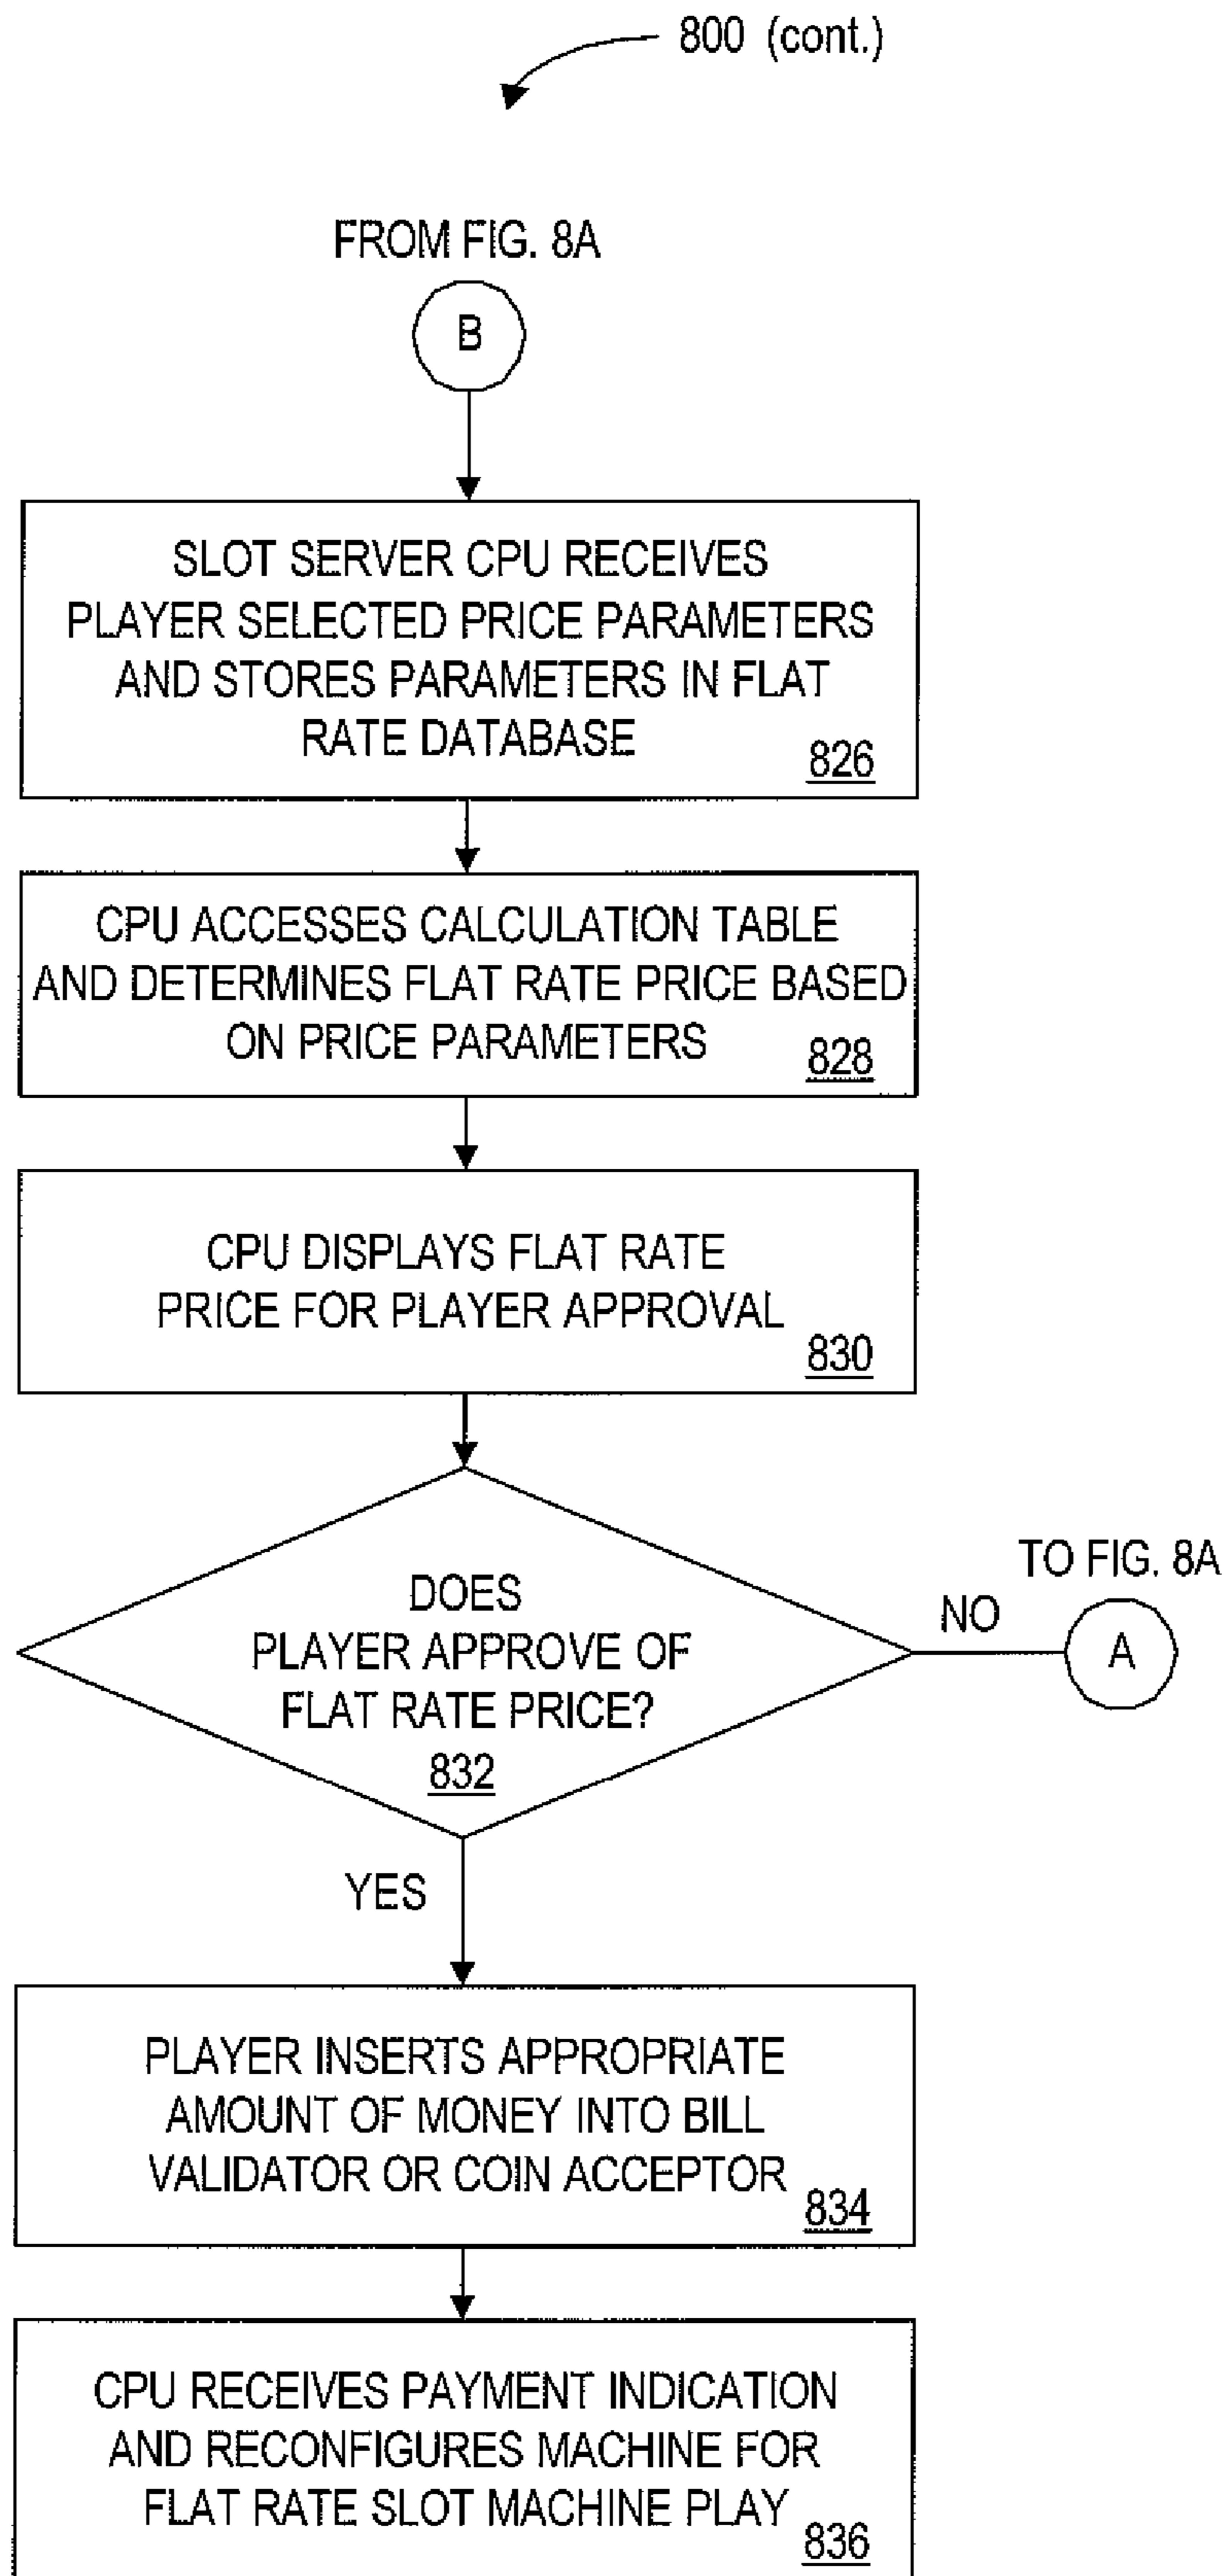 800 (cont.)
FROM FIG. 8A
B
SLOT SERVER CPU RECEIVES
PLAYER SELECTED PRICE PARAMETERS
AND STORES PARAMETERS IN FLAT
RATE DATABASE
826
CPU ACCESSES CALCULATION TABLE
AND DETERMINES FLAT RATE PRICE BASED
ON PRICE PARAMETERS
828
CPU DISPLAYS FLAT RATE
PRICE FOR PLAYER APPROVAL
830
DOES
PLAYER APPROVE OF
FLAT RATE PRICE?
832
NO
TO FIG. 8A
A
YES
PLAYER INSERTS APPROPRIATE
AMOUNT OF MONEY INTO BILL
VALIDATOR OR COIN ACCEPTOR
834
CPU RECEIVES PAYMENT INDICATION
AND RECONFIGURES MACHINE FOR
FLAT RATE SLOT MACHINE PLAY
836